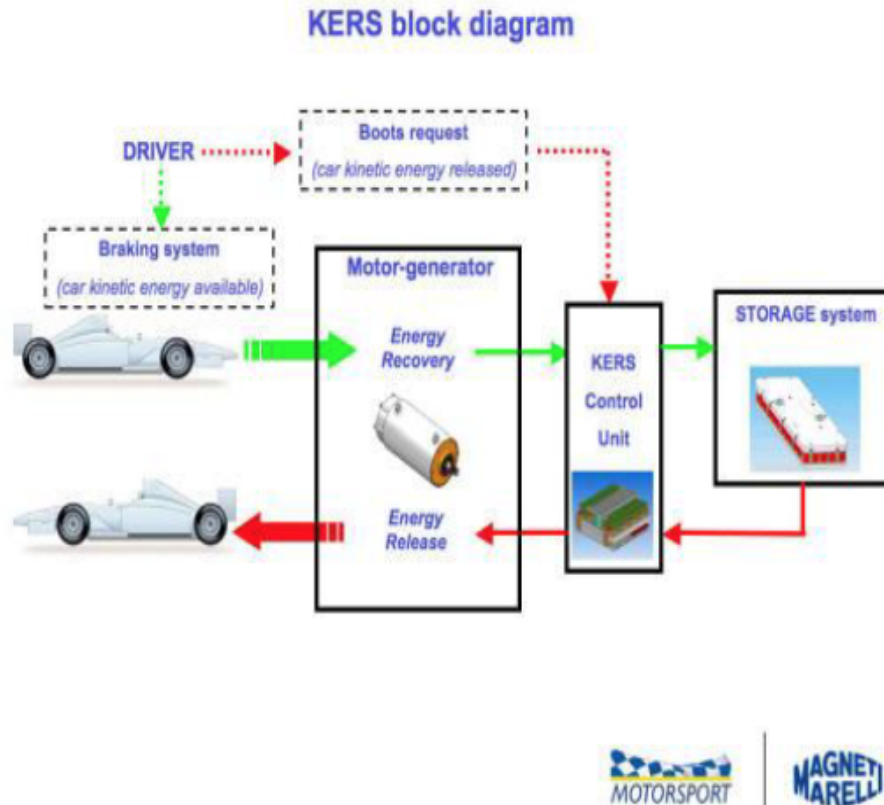 KERS block diagram
DRIVER
Boots request
(car kinetic energy released)
Braking system
(car kinetic energy available)
Motor-generator
Energy
Recovery
Energy
Release
KERS
Control
Unit
STORAGE system
MOTORSPORT
MAGNETI
MARELLI